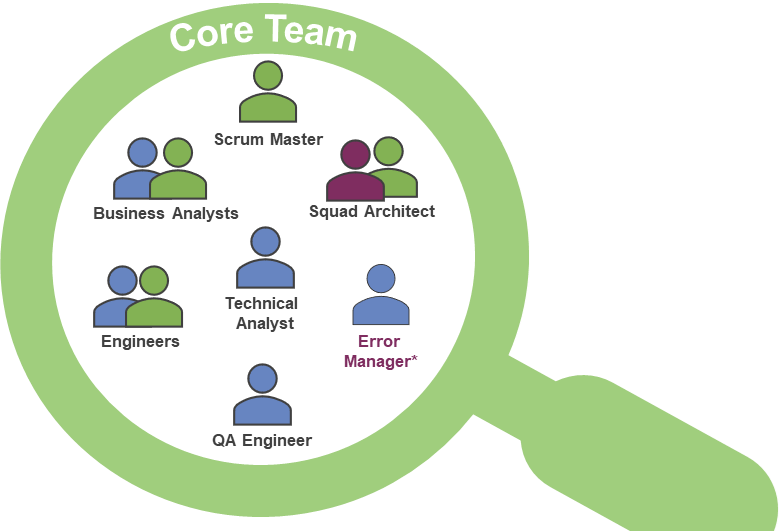 Core Team
Scrum Master
Business Analysts
Squad Architect
Technical
Analyst
Engineers
Error
Manager*
QA Engineer